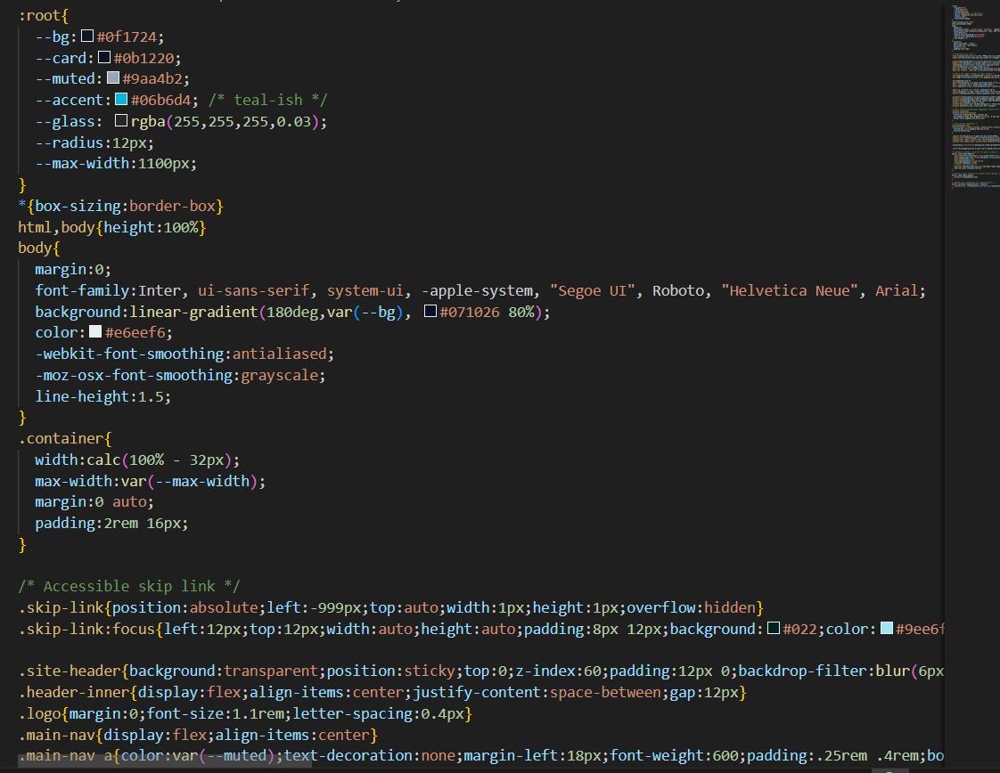 :root{
  --bg:#0f1724;
  --card:#0b1220;
  --muted:#9aa4b2;
  --accent:#06b6d4; /* teal-ish */
  --glass: rgba(255,255,255,0.03);
  --radius:12px;
  --max-width:1100px;
}
*{box-sizing:border-box}
html,body{height:100%}
body{
  margin:0;
  font-family:Inter, ui-sans-serif, system-ui, -apple-system, "Segoe UI", Roboto, "Helvetica Neue", Arial;
  background:linear-gradient(180deg,var(--bg), #071026 80%);
  color:#e6eef6;
  -webkit-font-smoothing:antialiased;
  -moz-osx-font-smoothing:grayscale;
  line-height:1.5;
}
.container{
  width:calc(100% - 32px);
  max-width:var(--max-width);
  margin:0 auto;
  padding:2rem 16px;
}
/* Accessible skip link */
.skip-link{position:absolute;left:-999px;top:auto;width:1px;height:1px;overflow:hidden}
.skip-link:focus{left:12px;top:12px;width:auto;height:auto;padding:8px 12px;background:#022;color:#9ee6f
.site-header{background:transparent;position:sticky;top:0;z-index:60;padding:12px 0;backdrop-filter:blur(6px
.header-inner{display:flex;align-items:center;justify-content:space-between;gap:12px}
.logo{margin:0;font-size:1.1rem;letter-spacing:0.4px}
.main-nav{display:flex;align-items:center}
.main-nav a{color:var(--muted);text-decoration:none;margin-left:18px;font-weight:600;padding:.25rem .4rem;bo